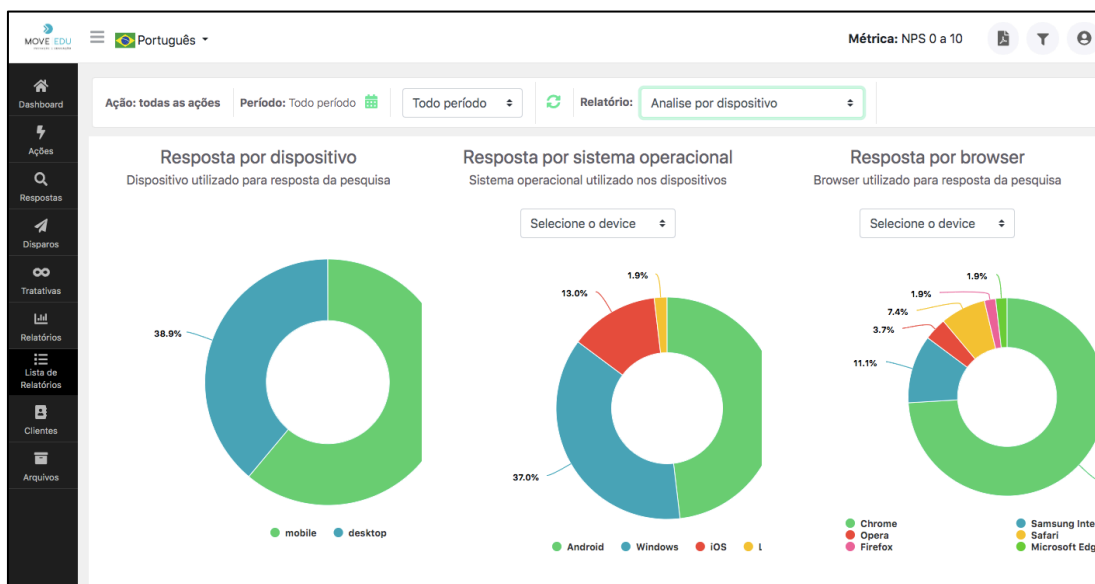 MOVE EDU
Português
Métrica: NPS 0 a 10
Dashboard
Ações
Respostas
Disparos
Tratativas
Relatórios
Lista de
Relatórios
Clientes
Arquivos
Ação: todas as ações
Período: Todo período
Todo período
Relatório:
Analise por dispositivo
Resposta por dispositivo
Dispositivo utilizado para resposta da pesquisa
38.9%
mobile
desktop
Resposta por sistema operacional
Sistema operacional utilizado nos dispositivos
Selecione o device
1.9%
13.0%
37.0%
Android
Windows
iOS
L
Resposta por browser
Browser utilizado para resposta da pesquisa
Selecione o device
1.9%
1.9%
7.4%
3.7%
11.1%
Chrome
Samsung Inte
Opera
Safari
Firefox
Microsoft Edg